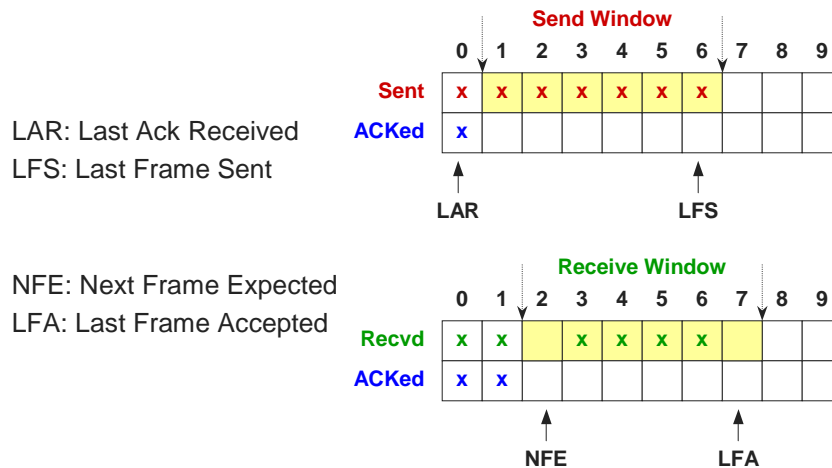 Send Window
0 1 2 3 4 5 6 7 8 9
Sent x x x x x x x
ACKed x
LAR: Last Ack Received
LFS: Last Frame Sent
LAR LFS
Receive Window
NFE: Next Frame Expected
0 1 2 3 4 5 6 7 8 9
LFA: Last Frame Accepted
Recvd x x x x x x
ACKed x x
NFE LFA